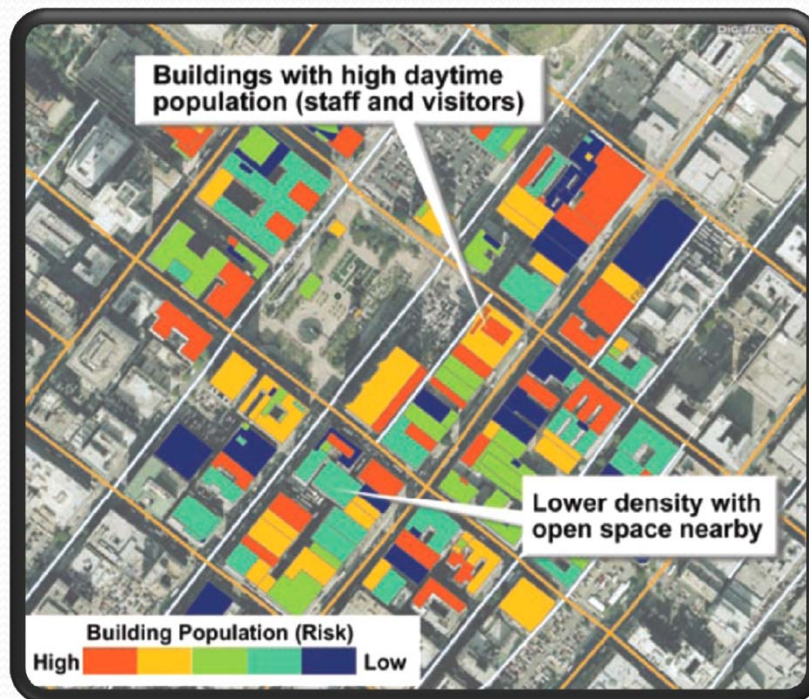 DIGITALGLOBE
Buildings with high daytime
population (staff and visitors)
Lower density with
open space nearby
Building Population (Risk)
High Low